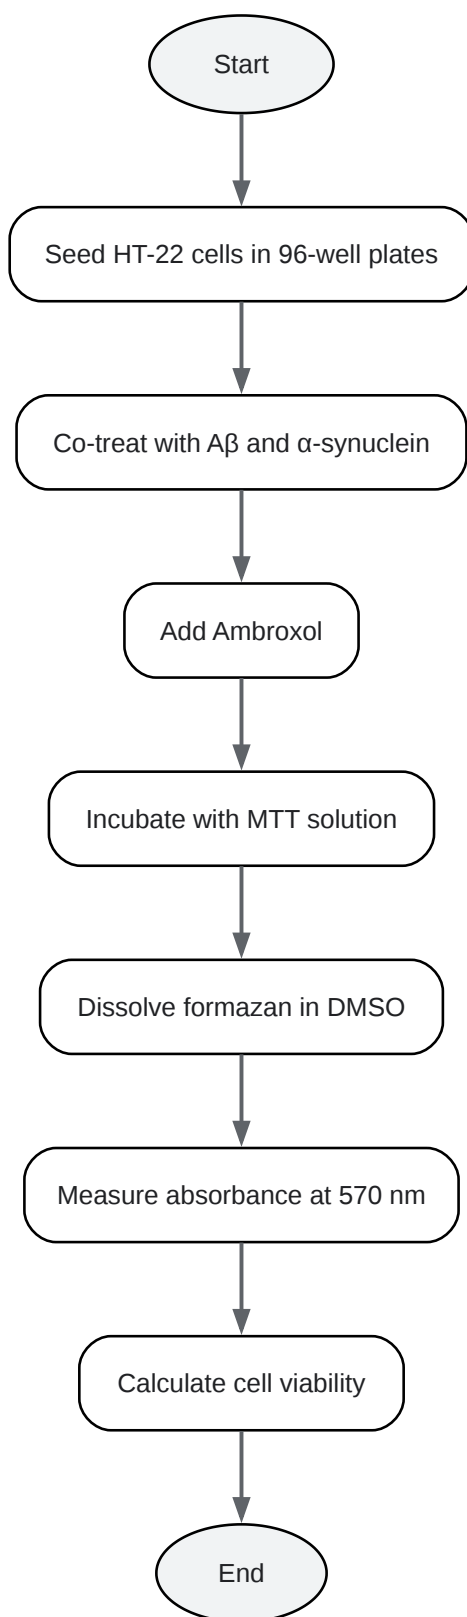 Start
Seed HT-22 cells in 96-well plates
Co-treat with Aβ and α-synuclein
Add Ambroxol
Incubate with MTT solution
Dissolve formazan in DMSO
Measure absorbance at 570 nm
Calculate cell viability
End